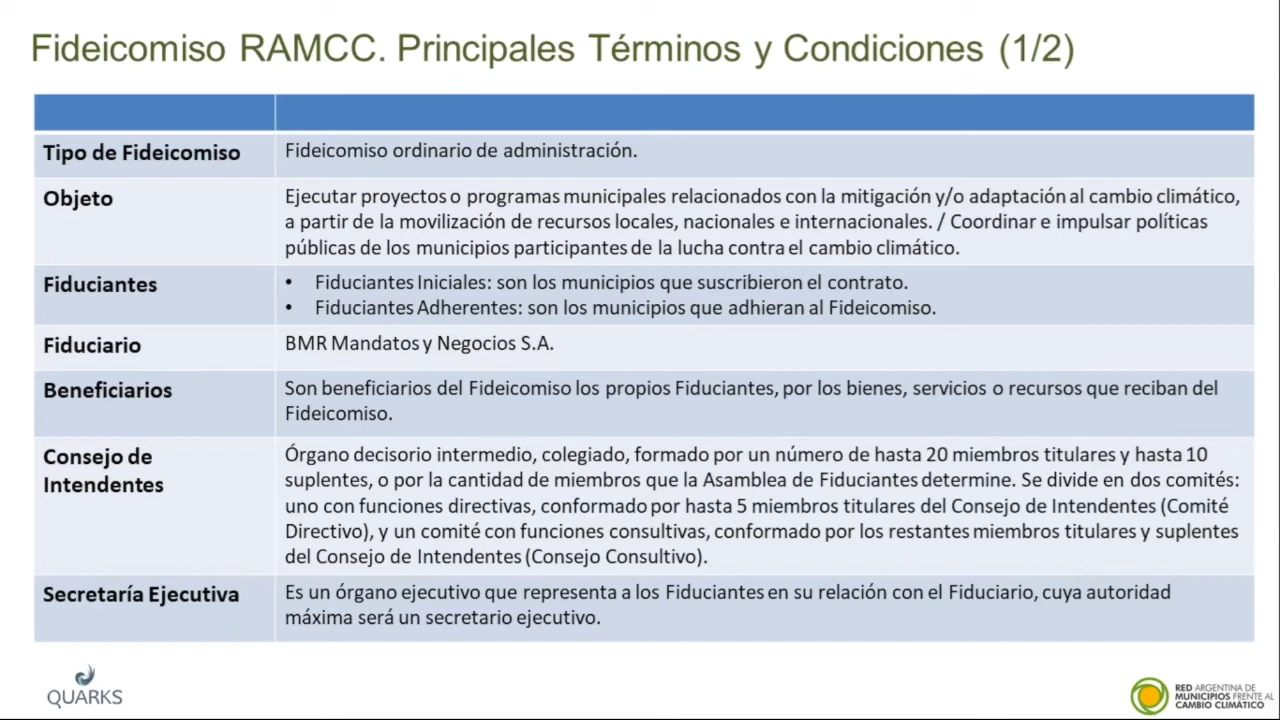 Fideicomiso RAMCC. Principales Términos y Condiciones (1/2)
Tipo de Fideicomiso
Fideicomiso ordinario de administración.
Objeto
Ejecutar proyectos o programas municipales relacionados con la mitigación y/o adaptación al cambio climático,
a partir de la movilización de recursos locales, nacionales e internacionales. / Coordinar e impulsar políticas
públicas de los municipios participantes de la lucha contra el cambio climático.
Fiduciantes
• Fiduciantes Iniciales: son los municipios que suscribieron el contrato.
• Fiduciantes Adherentes: son los municipios que adhieran al Fideicomiso.
Fiduciario
BMR Mandatos y Negocios S.A.
Beneficiarios
Son beneficiarios del Fideicomiso los propios Fiduciantes, por los bienes, servicios o recursos que reciban del
Fideicomiso.
Consejo de
Intendentes
Órgano decisorio intermedio, colegiado, formado por un número de hasta 20 miembros titulares y hasta 10
suplentes, o por la cantidad de miembros que la Asamblea de Fiduciantes determine. Se divide en dos comités:
uno con funciones directivas, conformado por hasta 5 miembros titulares del Consejo de Intendentes (Comité
Directivo), y un comité con funciones consultivas, conformado por los restantes miembros titulares y suplentes
del Consejo de Intendentes (Consejo Consultivo).
Secretaría Ejecutiva
Es un órgano ejecutivo que representa a los Fiduciantes en su relación con el Fiduciario, cuya autoridad
máxima será un secretario ejecutivo.
QUARKS
RED ARGENTINA DE
MUNICIPIOS FRENTE AL
CAMBIO CLIMÁTICO